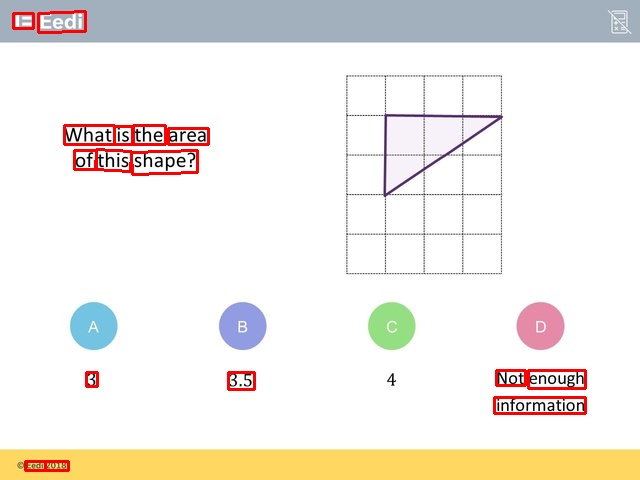 Eedi
What is the area
of this shape?
A
B
C
D
3
3.5
4
Not enough
information
© Eedi 2018